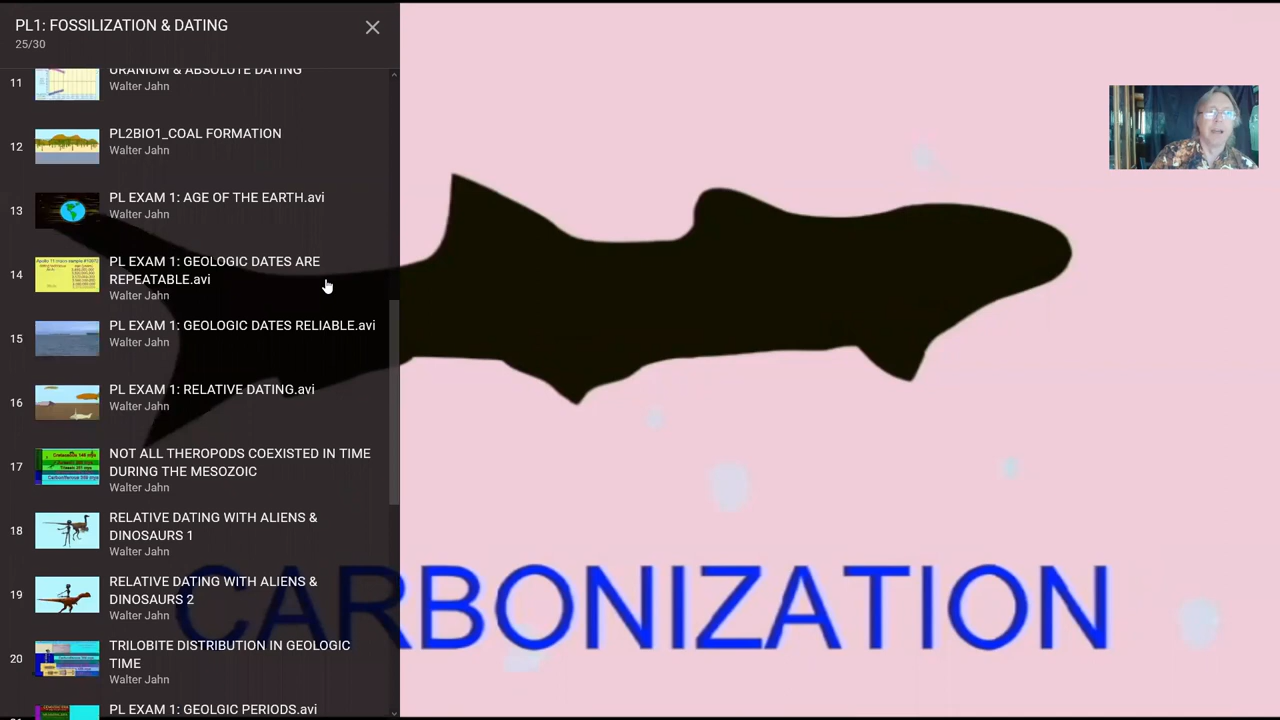 PL1: FOSSILIZATION & DATING
25/30
11
URANIUM & ABSOLUTE DATING
Walter Jahn
12
PL2BIO1_COAL FORMATION
Walter Jahn
13
PL EXAM 1: AGE OF THE EARTH.avi
Walter Jahn
14
PL EXAM 1: GEOLOGIC DATES ARE
REPEATABLE.avi
Walter Jahn
15
PL EXAM 1: GEOLOGIC DATES RELIABLE.avi
Walter Jahn
16
PL EXAM 1: RELATIVE DATING.avi
Walter Jahn
17
NOT ALL THEROPODS COEXISTED IN TIME
DURING THE MESOZOIC
Walter Jahn
18
RELATIVE DATING WITH ALIENS &
DINOSAURS 1
Walter Jahn
19
RELATIVE DATING WITH ALIENS &
DINOSAURS 2
Walter Jahn
20
TRILOBITE DISTRIBUTION IN GEOLOGIC
TIME
Walter Jahn
PL EXAM 1: GEOLGIC PERIODS.avi
CARBONIZATION